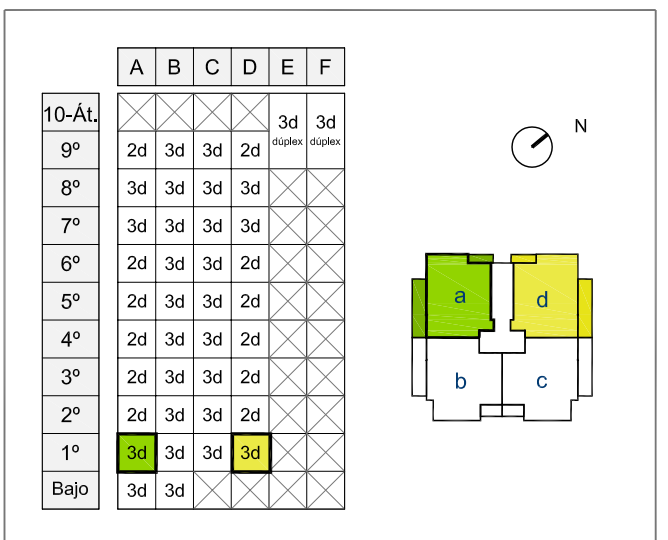 A B C D E F
10-Át. 3d dúplex 3d dúplex
9º 2d 3d 3d 2d
8º 3d 3d 3d 3d
7º 3d 3d 3d 3d
6º 2d 3d 3d 2d
5º 2d 3d 3d 2d
4º 2d 3d 3d 2d
3º 2d 3d 3d 2d
2º 2d 3d 3d 2d
1º 3d 3d 3d 3d
Bajo 3d 3d
N
a d
b c